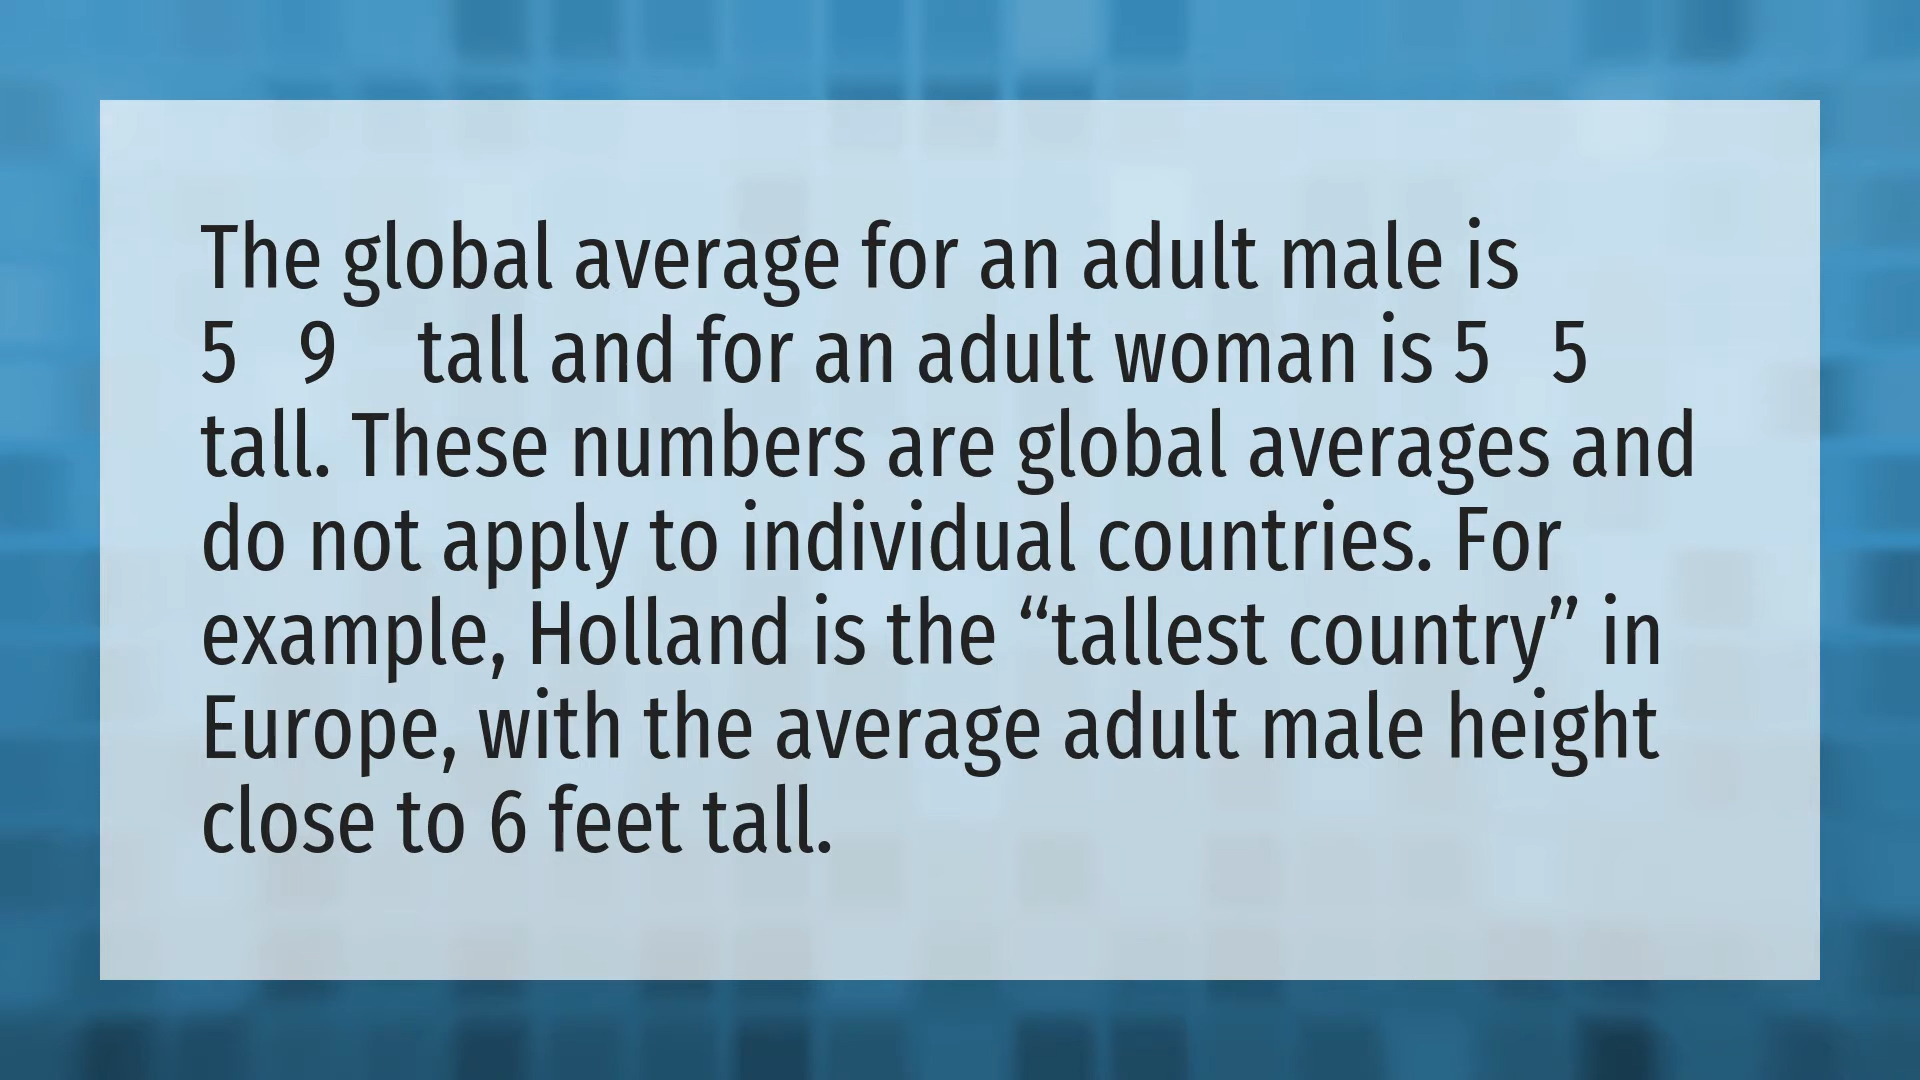 The global average for an adult male is
5 9 tall and for an adult woman is 5 5
tall. These numbers are global averages and
do not apply to individual countries. For
example, Holland is the “tallest country” in
Europe, with the average adult male height
close to 6 feet tall.